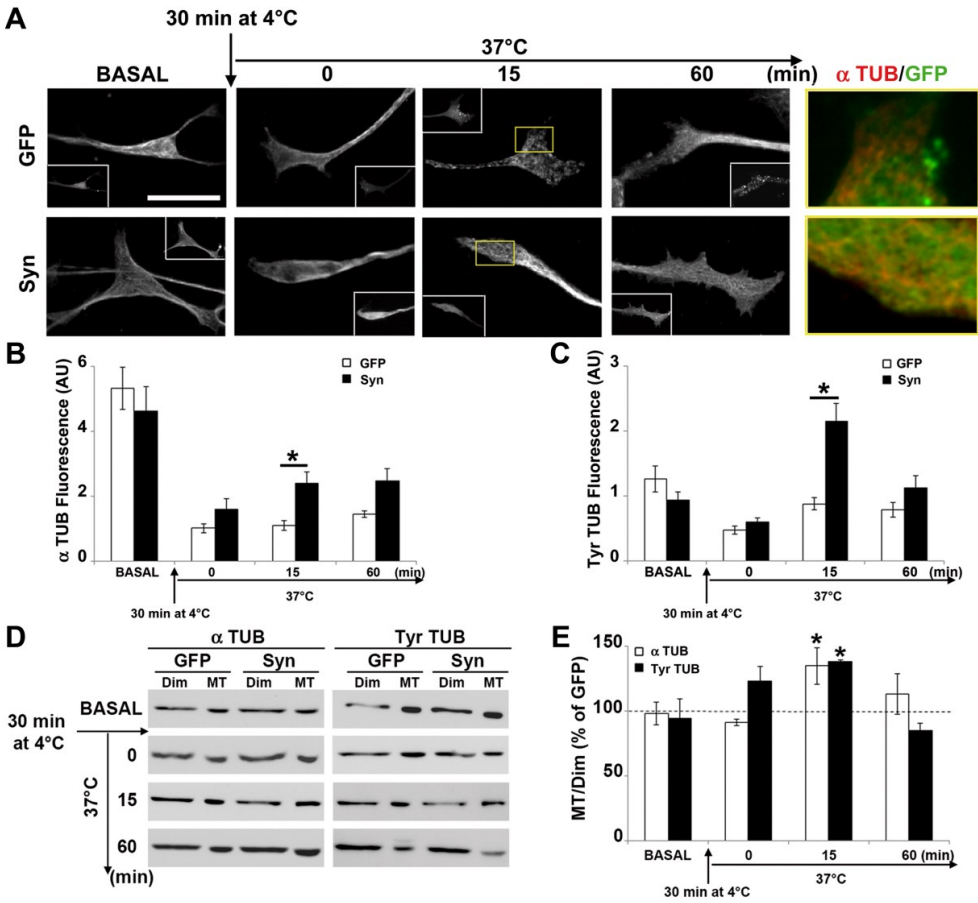 A
30 min at 4°C
37°C
BASAL 0 15 60 (min) α TUB/GFP
GFP
Syn
B
α TUB Fluorescence (AU)
6
4
2
0
GFP
Syn
*
BASAL 0 15 60 (min)
37°C
30 min at 4°C
C
Tyr TUB Fluorescence (AU)
3
2
1
0
GFP
Syn
*
BASAL 0 15 60 (min)
37°C
30 min at 4°C
D
α TUB Tyr TUB
GFP Syn GFP Syn
Dim MT Dim MT Dim MT Dim MT
BASAL
30 min
at 4°C
0
37°C
15
60
(min)
E
MT/Dim (% of GFP)
150
100
50
0
α TUB
Tyr TUB
* *
BASAL 0 15 60 (min)
37°C
30 min at 4°C